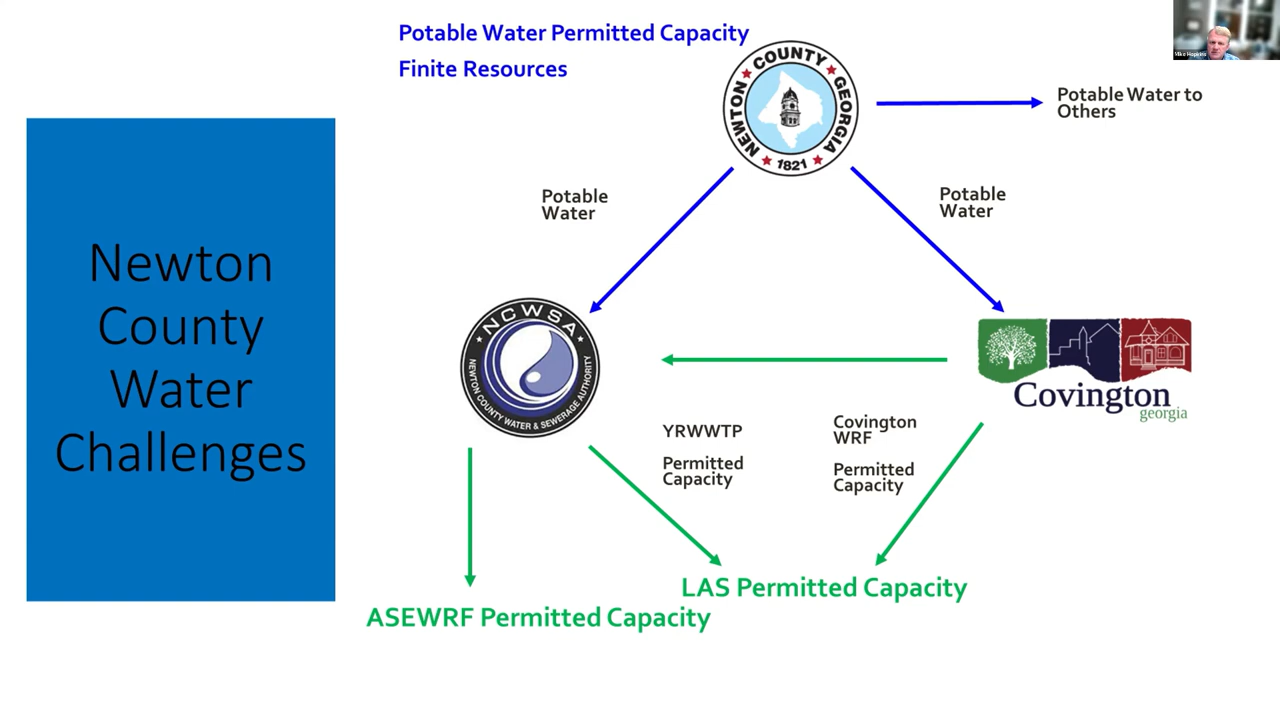 Potable Water Permitted Capacity
Finite Resources
Mike Hopkins
NEWTON COUNTY GEORGIA
1821
Potable Water to
Others
Potable
Water
Potable
Water
Newton
County
Water
Challenges
NCWSA
NEWTON COUNTY WATER & SEWERAGE AUTHORITY
Covington
georgia
YRWWTP
Permitted
Capacity
Covington
WRF
Permitted
Capacity
LAS Permitted Capacity
ASEWRF Permitted Capacity